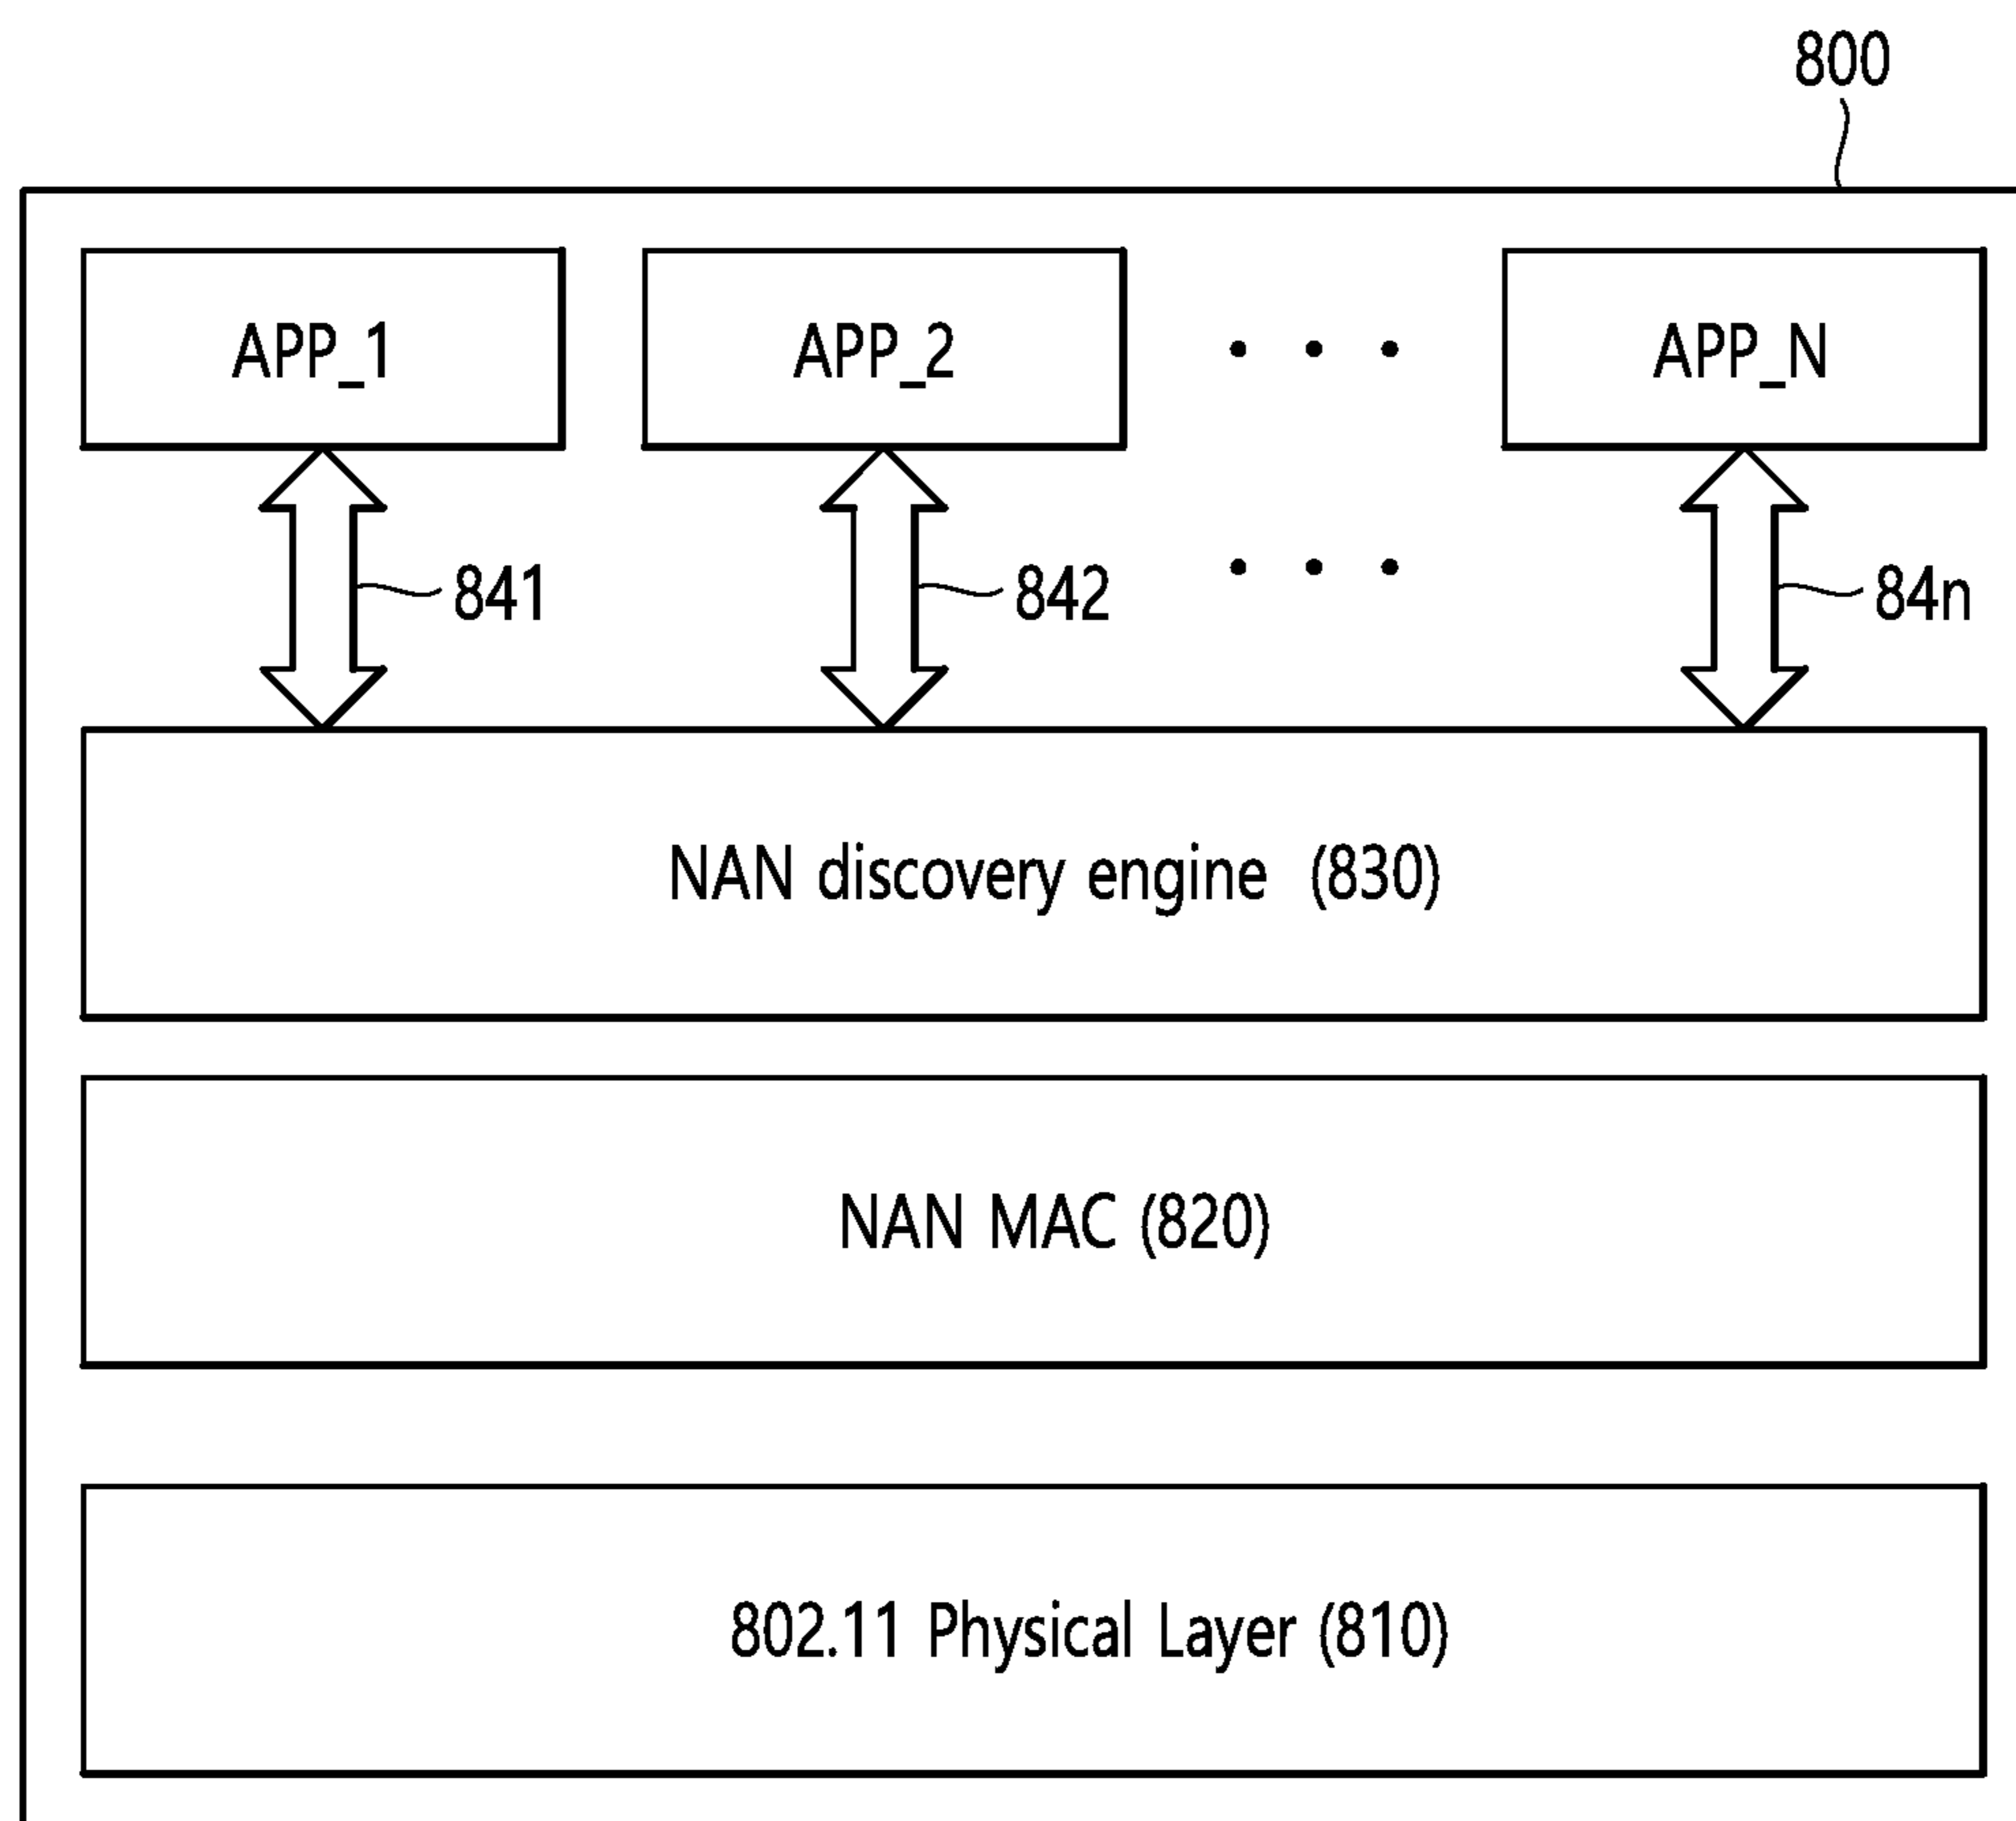 800
APP_1 APP_2 • • • APP_N
841 842 • • • 84n
NAN discovery engine (830)
NAN MAC (820)
802.11 Physical Layer (810)